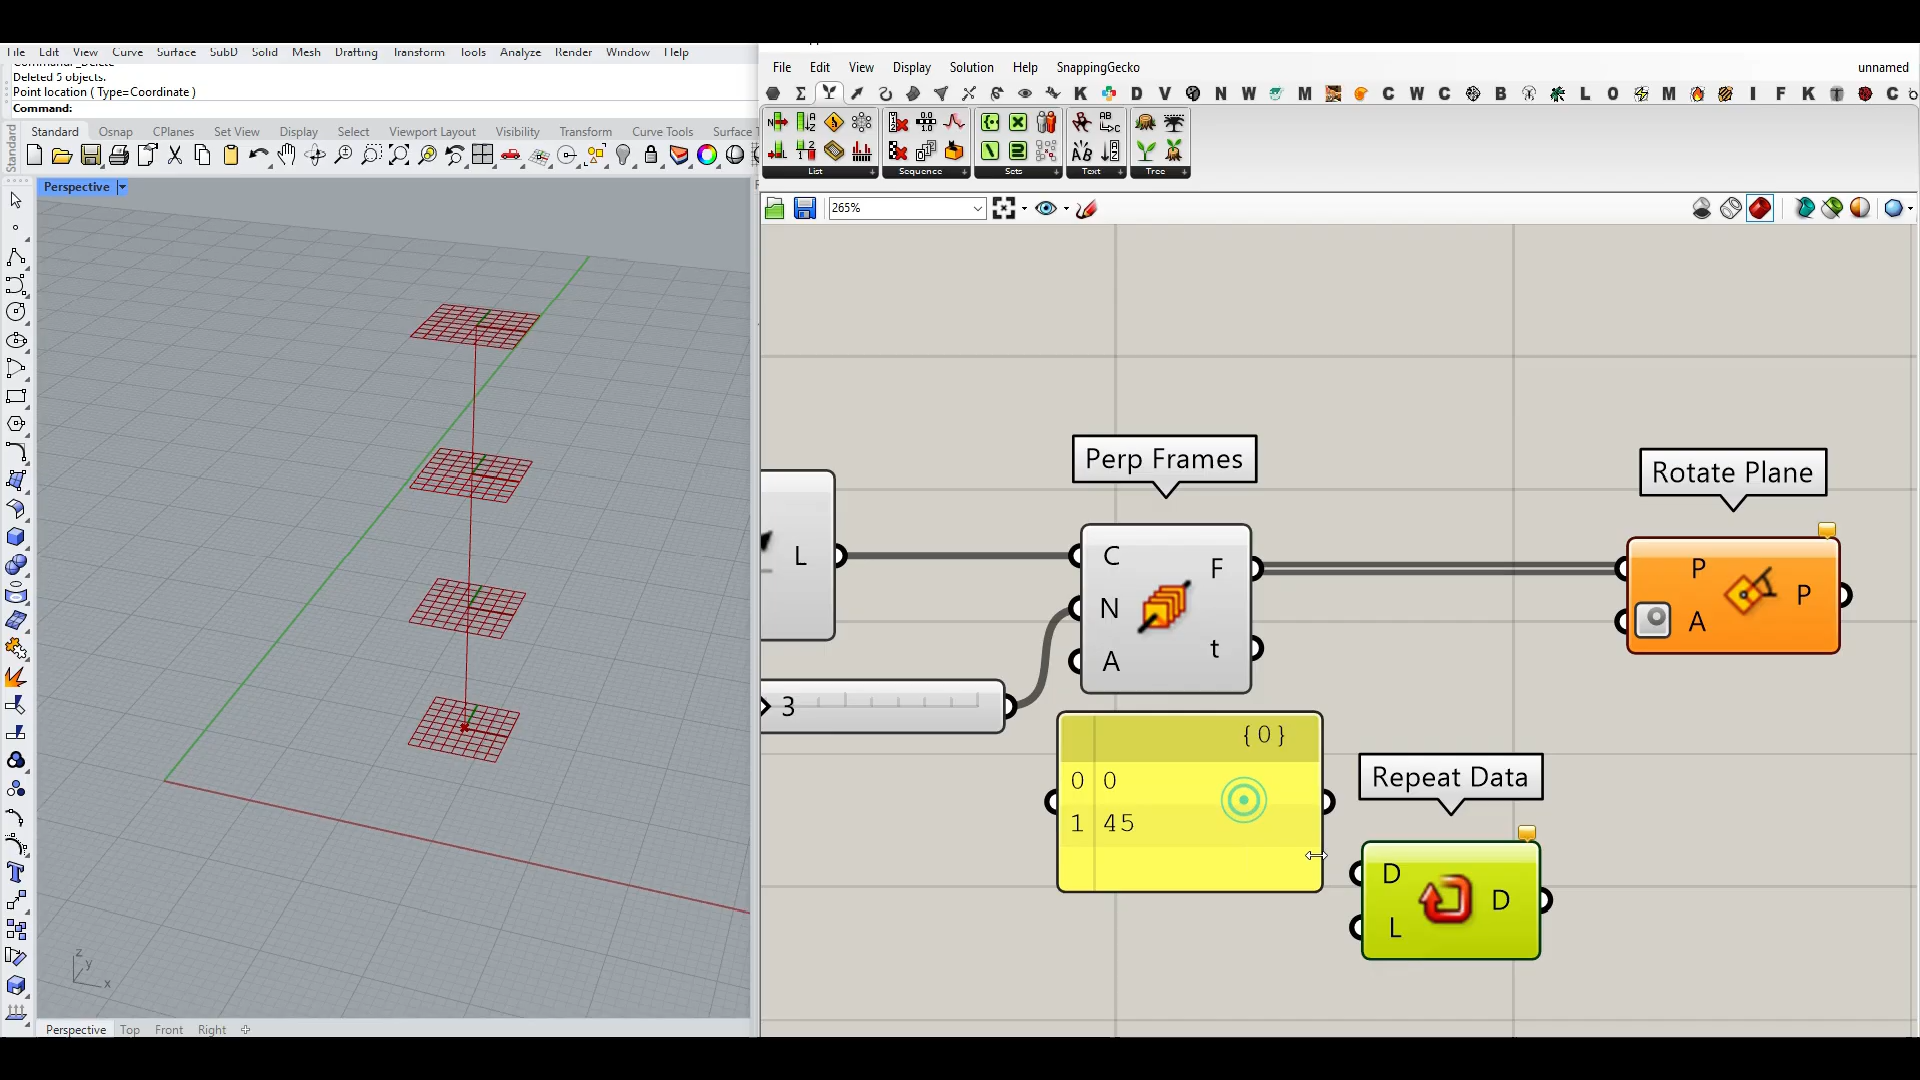 File Edit View Curve Surface SubD Solid Mesh Drafting Transform Tools Analyze Render Window Help
Command: _Delete
Deleted 5 objects.
Point location ( Type=Coordinate )
Command:
Standard Osnap CPlanes Set View Display Select Viewport Layout Visibility Transform Curve Tools Surface T
Standard
Perspective
z
y
x
Perspective Top Front Right
File Edit View Display Solution Help SnappingGecko
unnamed
K D V N W M C W C B L O M I F K C
List Sequence Sets Text Tree
265%
Perp Frames
Rotate Plane
L
C F
N
A t
P P
A
3
{0}
0 0
1 45
Repeat Data
D D
L